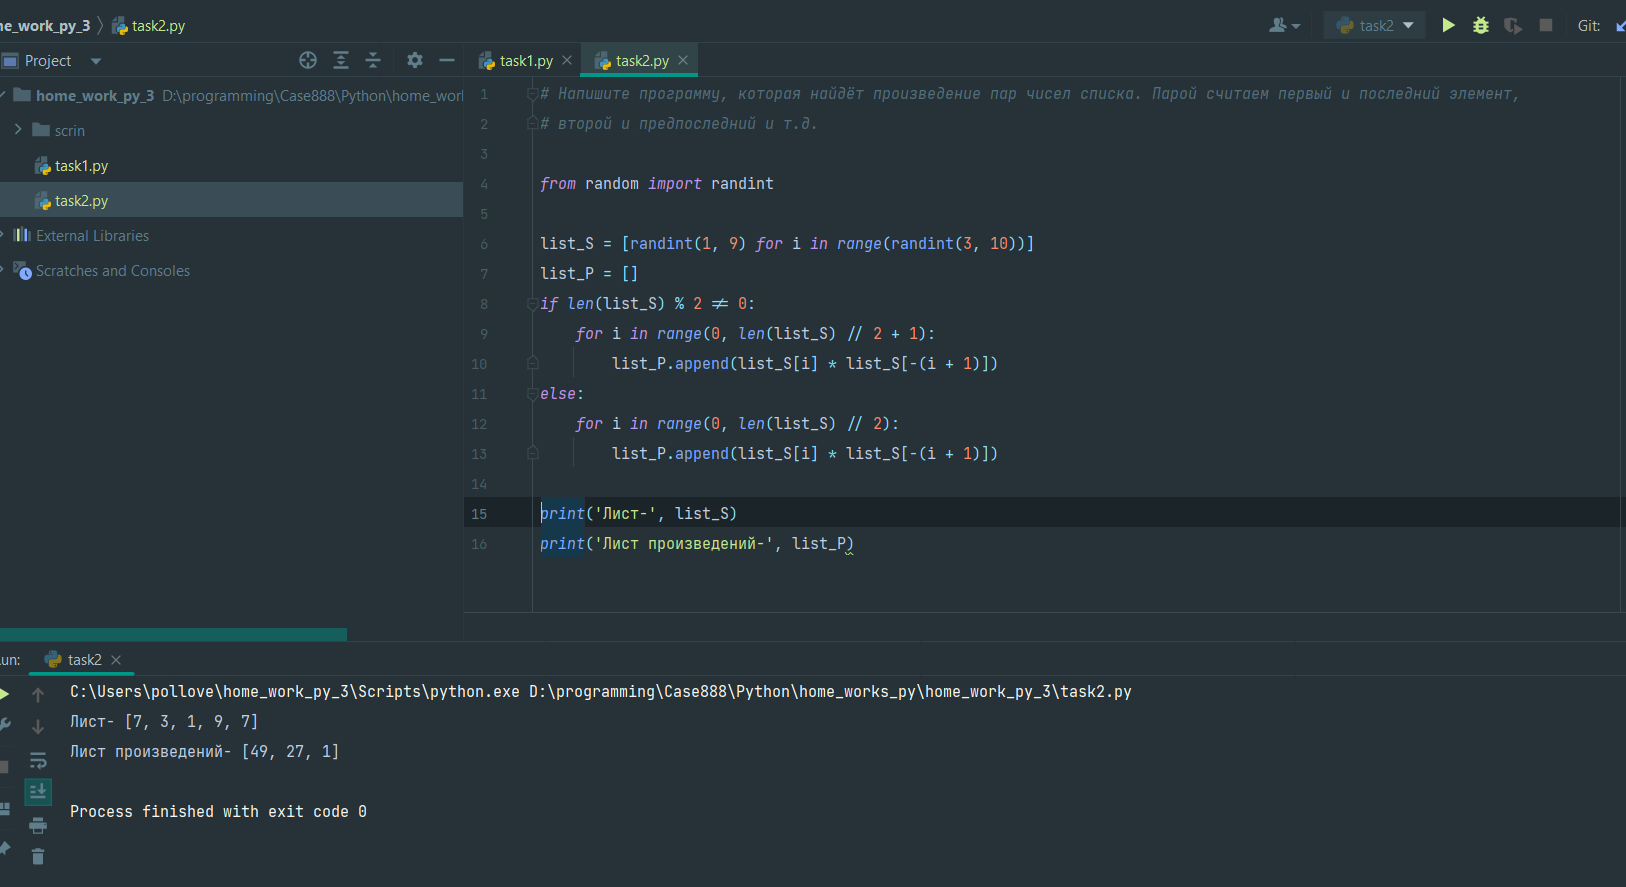 me_work_py_3 task2.py task2 Git:
Project task1.py task2.py
home_work_py_3 D:\programming\Case888\Python\home_wor
scrin
task1.py
task2.py
External Libraries
Scratches and Consoles
1 # Напишите программу, которая найдёт произведение пар чисел списка. Парой считаем первый и последний элемент,
2 # второй и предпоследний и т.д.
3
4 from random import randint
5
6 list_S = [randint(1, 9) for i in range(randint(3, 10))]
7 list_P = []
8 if len(list_S) % 2 ≠ 0:
9 for i in range(0, len(list_S) // 2 + 1):
10 list_P.append(list_S[i] * list_S[-(i + 1)])
11 else:
12 for i in range(0, len(list_S) // 2):
13 list_P.append(list_S[i] * list_S[-(i + 1)])
14
15 print('Лист-', list_S)
16 print('Лист произведений-', list_P)
un: task2
C:\Users\pollove\home_work_py_3\Scripts\python.exe D:\programming\Case888\Python\home_works_py\home_work_py_3\task2.py
Лист- [7, 3, 1, 9, 7]
Лист произведений- [49, 27, 1]
Process finished with exit code 0